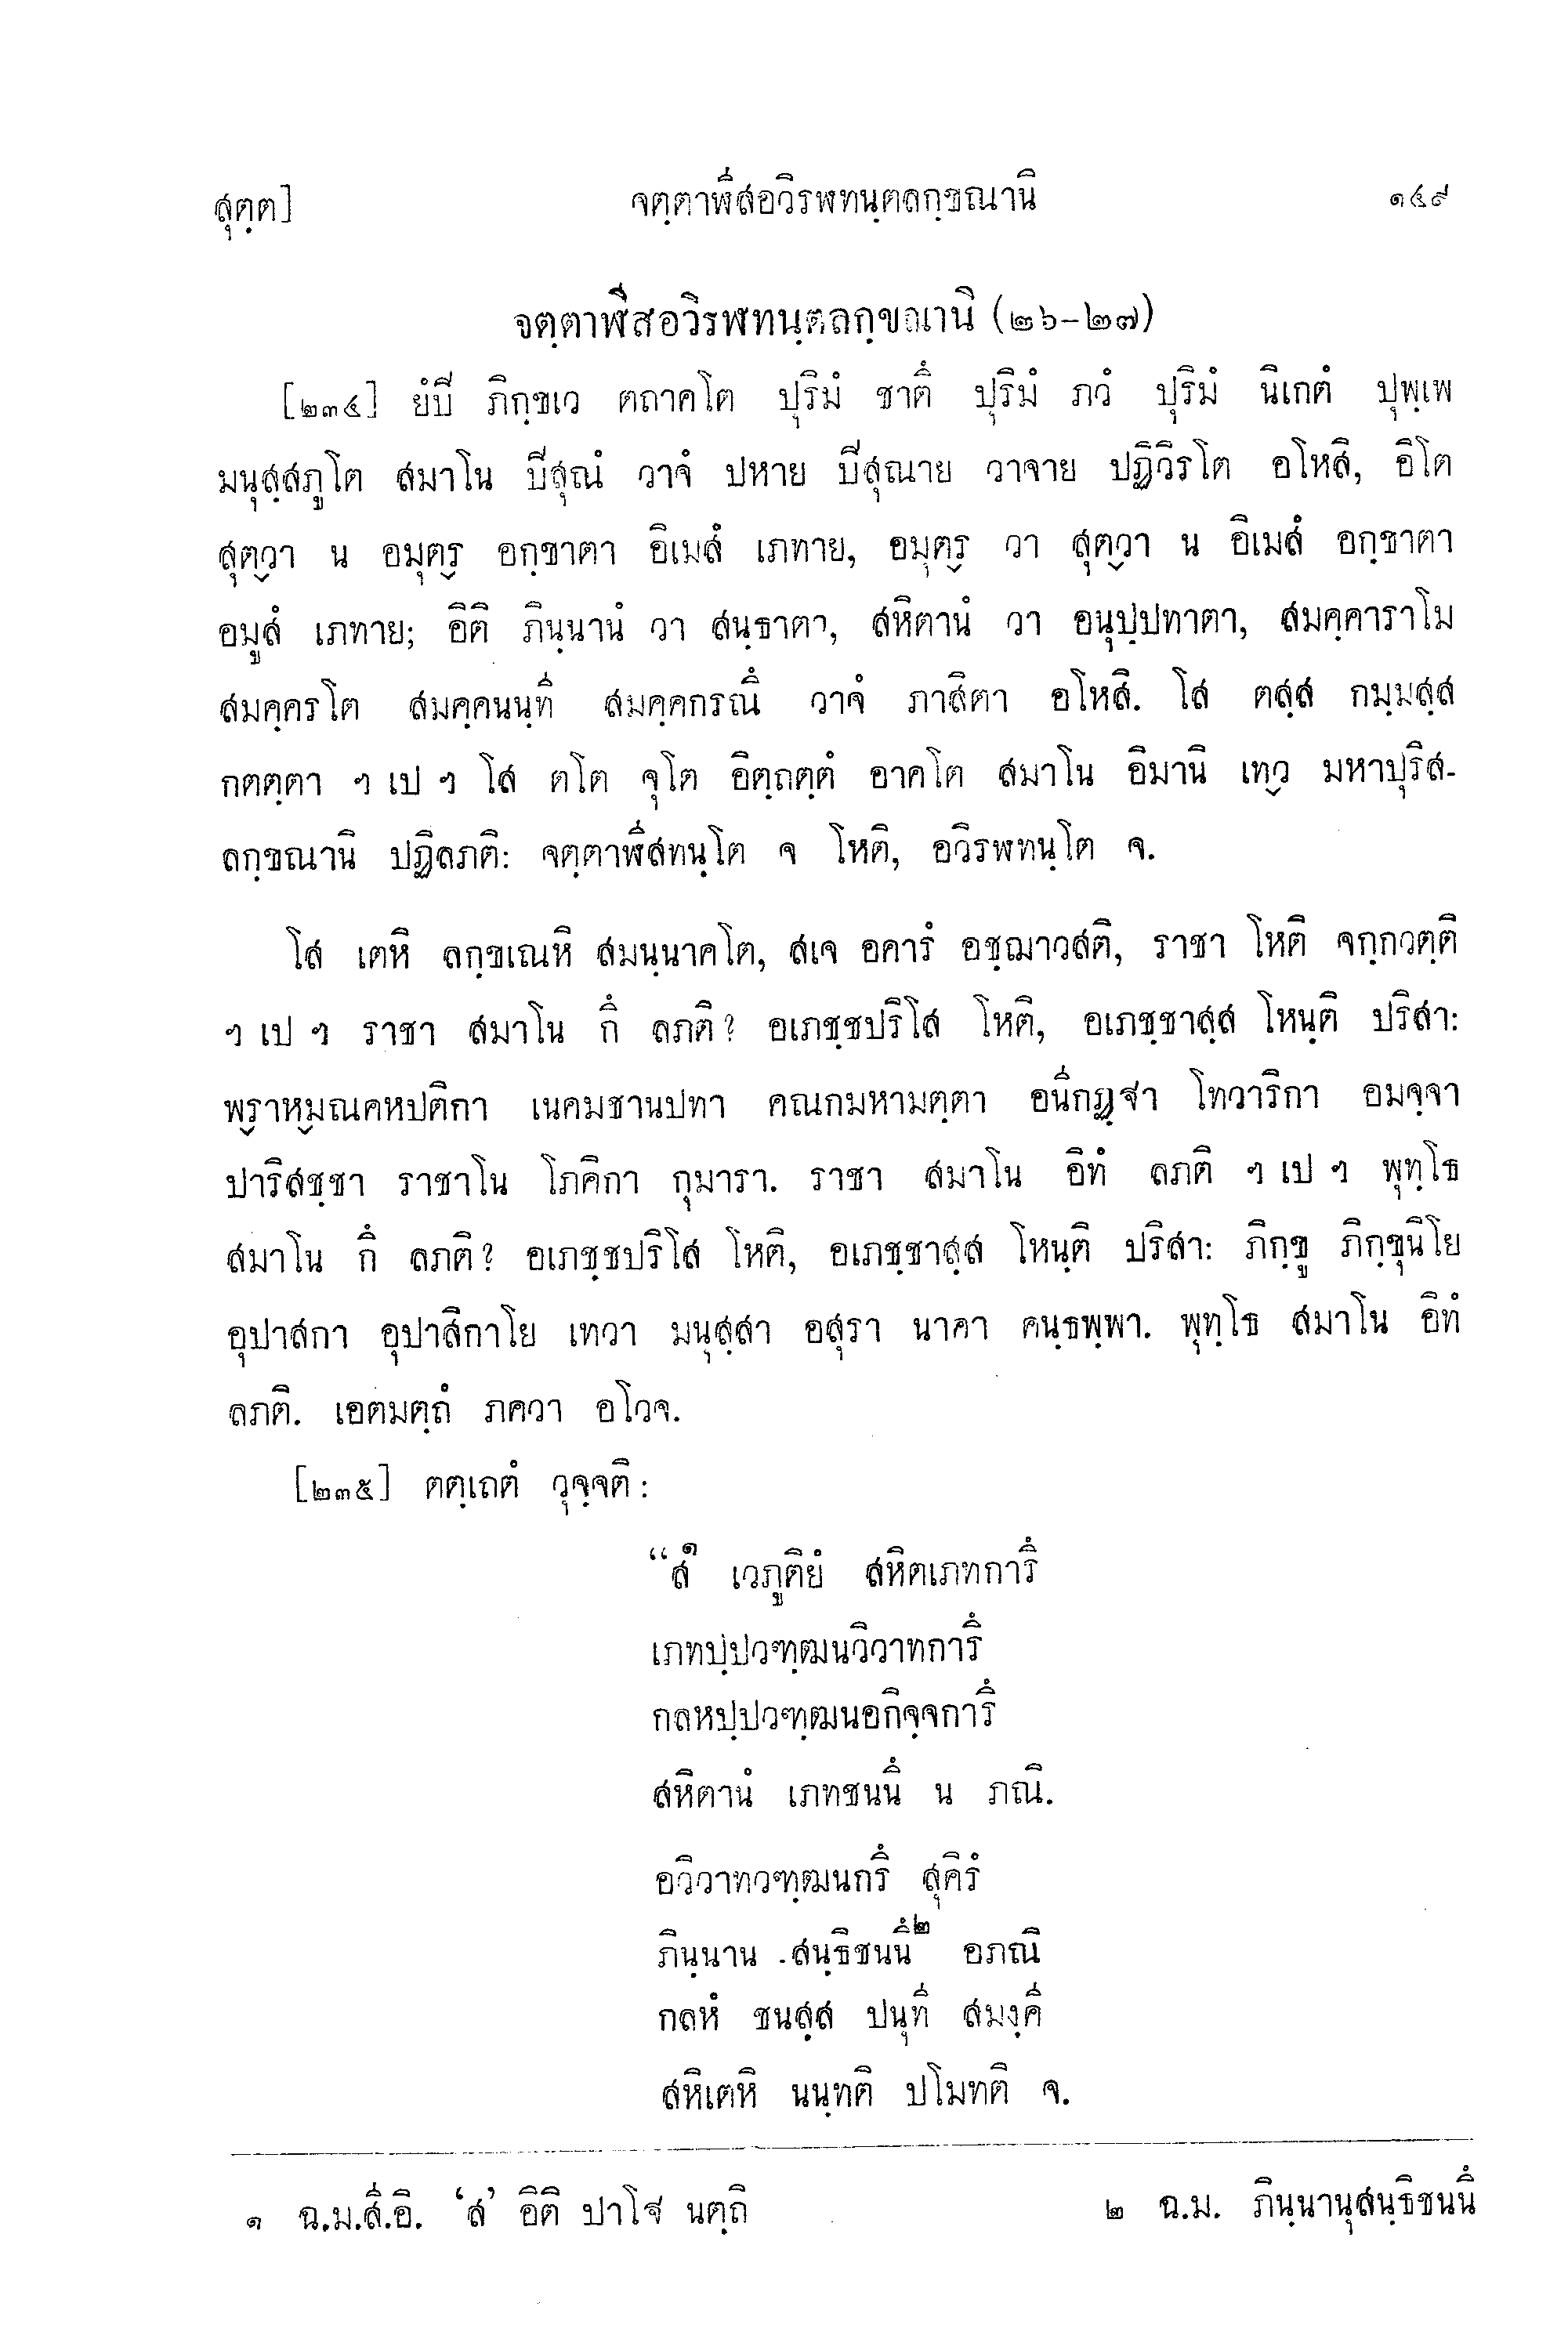 สุตฺต]	จตฺตาฬีสอวิรฬทนฺตลกฺขณานิ	๑๔๙
จตฺตาฬีสอวิรฬทนฺตลกฺขณานิ (๒๖-๒๗)
[๒๓๔] ยํปิ ภิกฺขเว ตถาคโต ปุริมํ ชาตึ ปุริมํ ภวํ ปุริมํ นิเกตํ ปุพฺเพ
มนุสฺสภูโต สมาโน ปิสุณํ วาจํ ปหาย ปิสุณาย วาจาย ปฏิวิรโต อโหสิ, อิโต
สุตฺวา น อมุตฺร อกฺขาตา อิเมสํ เภทาย, อมุตฺร วา สุตฺวา น อิเมสํ อกฺขาตา
อมูสํ เภทาย; อิติ ภินฺนานํ วา สนฺธาตา, สหิตานํ วา อนุปฺปทาตา, สมคฺคาราโม
สมคฺครโต สมคฺคนนฺที สมคฺคกรณึ วาจํ ภาสิตา อโหสิ. โส ตสฺส กมฺมสฺส
กตตฺตา ฯ เป ฯ โส ตโต จุโต อิตฺถตฺตํ อาคโต สมาโน อิมานิ เทฺว มหาปุริส-
ลกฺขณานิ ปฏิลภติ: จตฺตาฬีสทนฺโต จ โหติ, อวิรฬทนฺโต จ.
โส เตหิ ลกฺขเณหิ สมนฺนาคโต, สเจ อคารํ อชฺฌาวสติ, ราชา โหติ จกฺกวตฺติ
ฯ เป ฯ ราชา สมาโน กึ ลภติ? อเภชฺชปริโส โหติ, อเภชฺชาสฺส โหนฺติ ปริสา:
พฺราหฺมณคหปติกา เนคมชานปทา คณกมหามตฺตา อนีกฏฺฐา โทวาริกา อมจฺจา
ปาริสชฺชา ราชาโน โภคิกา กุมารา. ราชา สมาโน อิทํ ลภติ ฯ เป ฯ พุทฺโธ
สมาโน กึ ลภติ? อเภชฺชปริโส โหติ, อเภชฺชาสฺส โหนฺติ ปริสา: ภิกฺขู ภิกฺขุนิโย
อุปาสกา อุปาสิกาโย เทวา มนุสฺสา อสุรา นาคา คนฺธพฺพา. พุทฺโธ สมาโน อิทํ
ลภติ. เอตมตฺถํ ภควา อโวจ.
[๒๓๕] ตตฺเถตํ วุจฺจติ:
“สํ๑ เวภูติยํ สหิตเภทการึ
เภทปฺปวฑฺฒนวิวาทการึ
กลหปฺปวฑฺฒนอกิจฺจการึ
สหิตานํ เภทชนนึ น ภณิ.
อวิวาทวฑฺฒนกรึ สุคิรํ
ภินฺนาน สนฺธิชนนึ๒ อภณิ
กลหํ ชนสฺส ปนุที สมงฺคี
สหิเตหิ นนฺทติ ปโมทติ จ.
๑ ฉ.ม.สี.อิ. ‘ส’ อิติ ปาโฐ นตฺถิ	๒ ฉ.ม. ภินฺนานุสนฺธิชนนึ